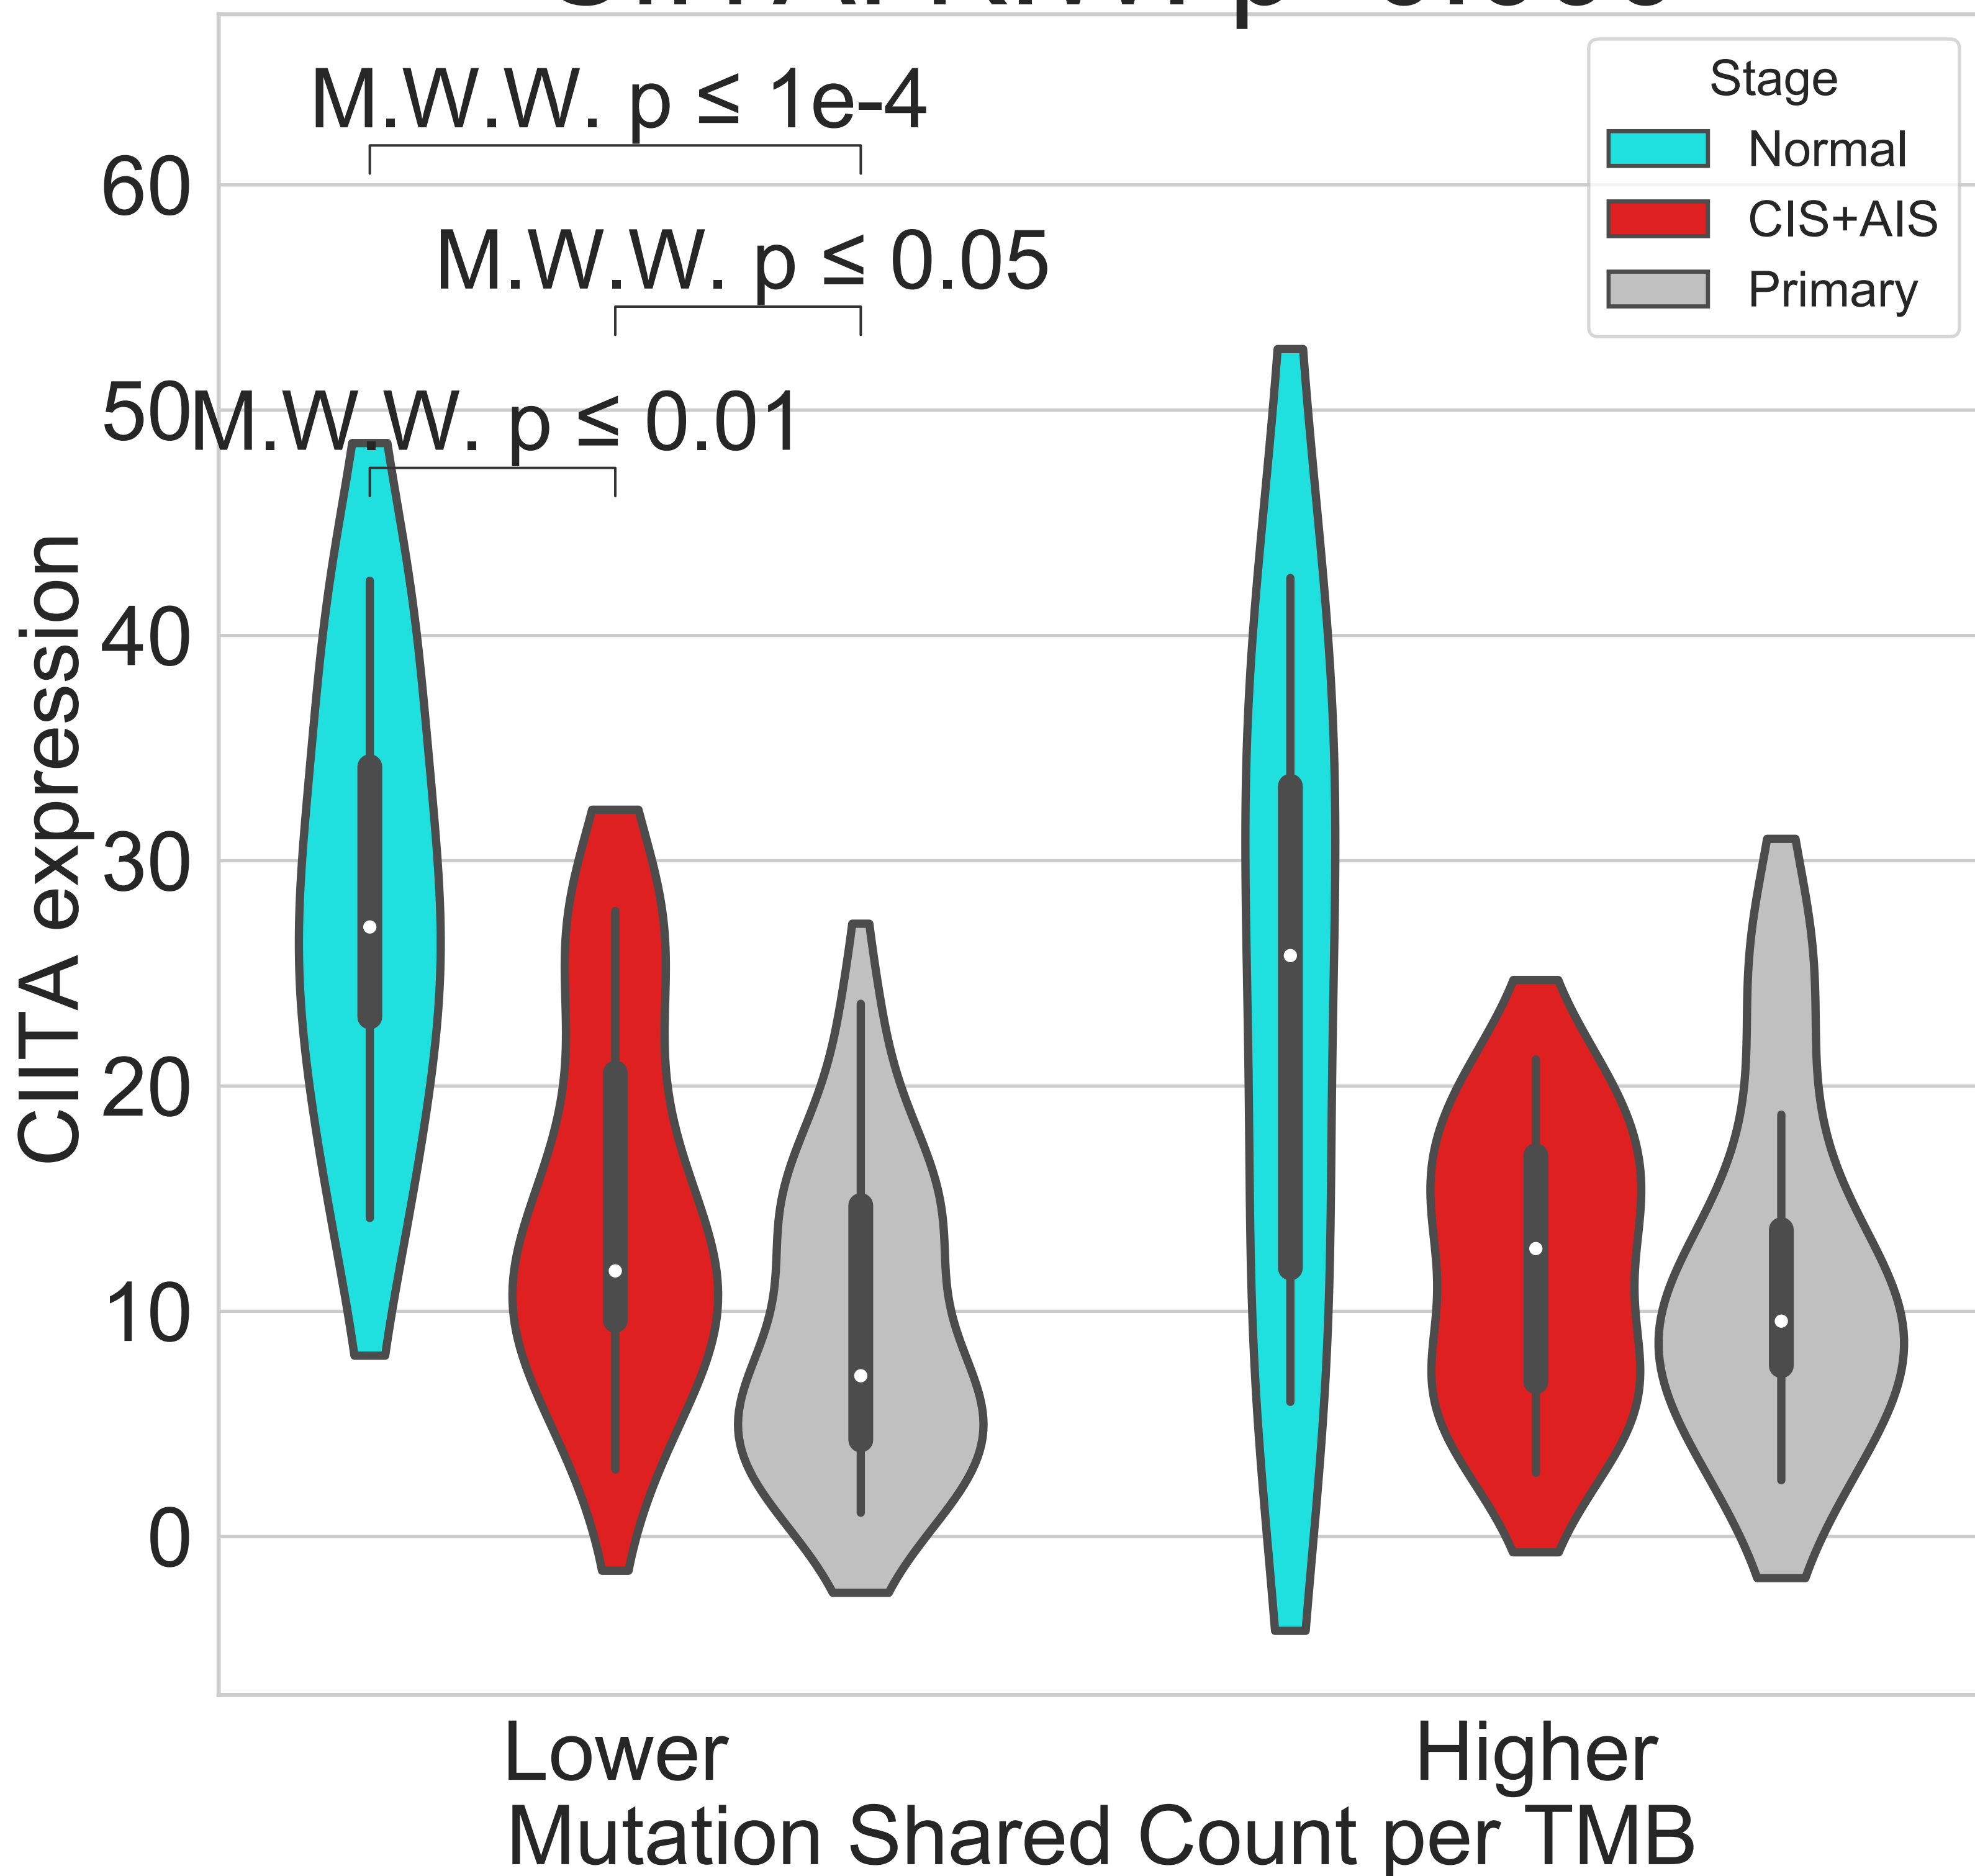 M.W.W. p ≤ 1e-4
M.W.W. p ≤ 0.05
M.W.W. p ≤ 0.01
Stage
Normal
CIS+AIS
Primary
60
50
40
30
20
10
0
CIITA expression
Lower
Higher
Mutation Shared Count per TMB